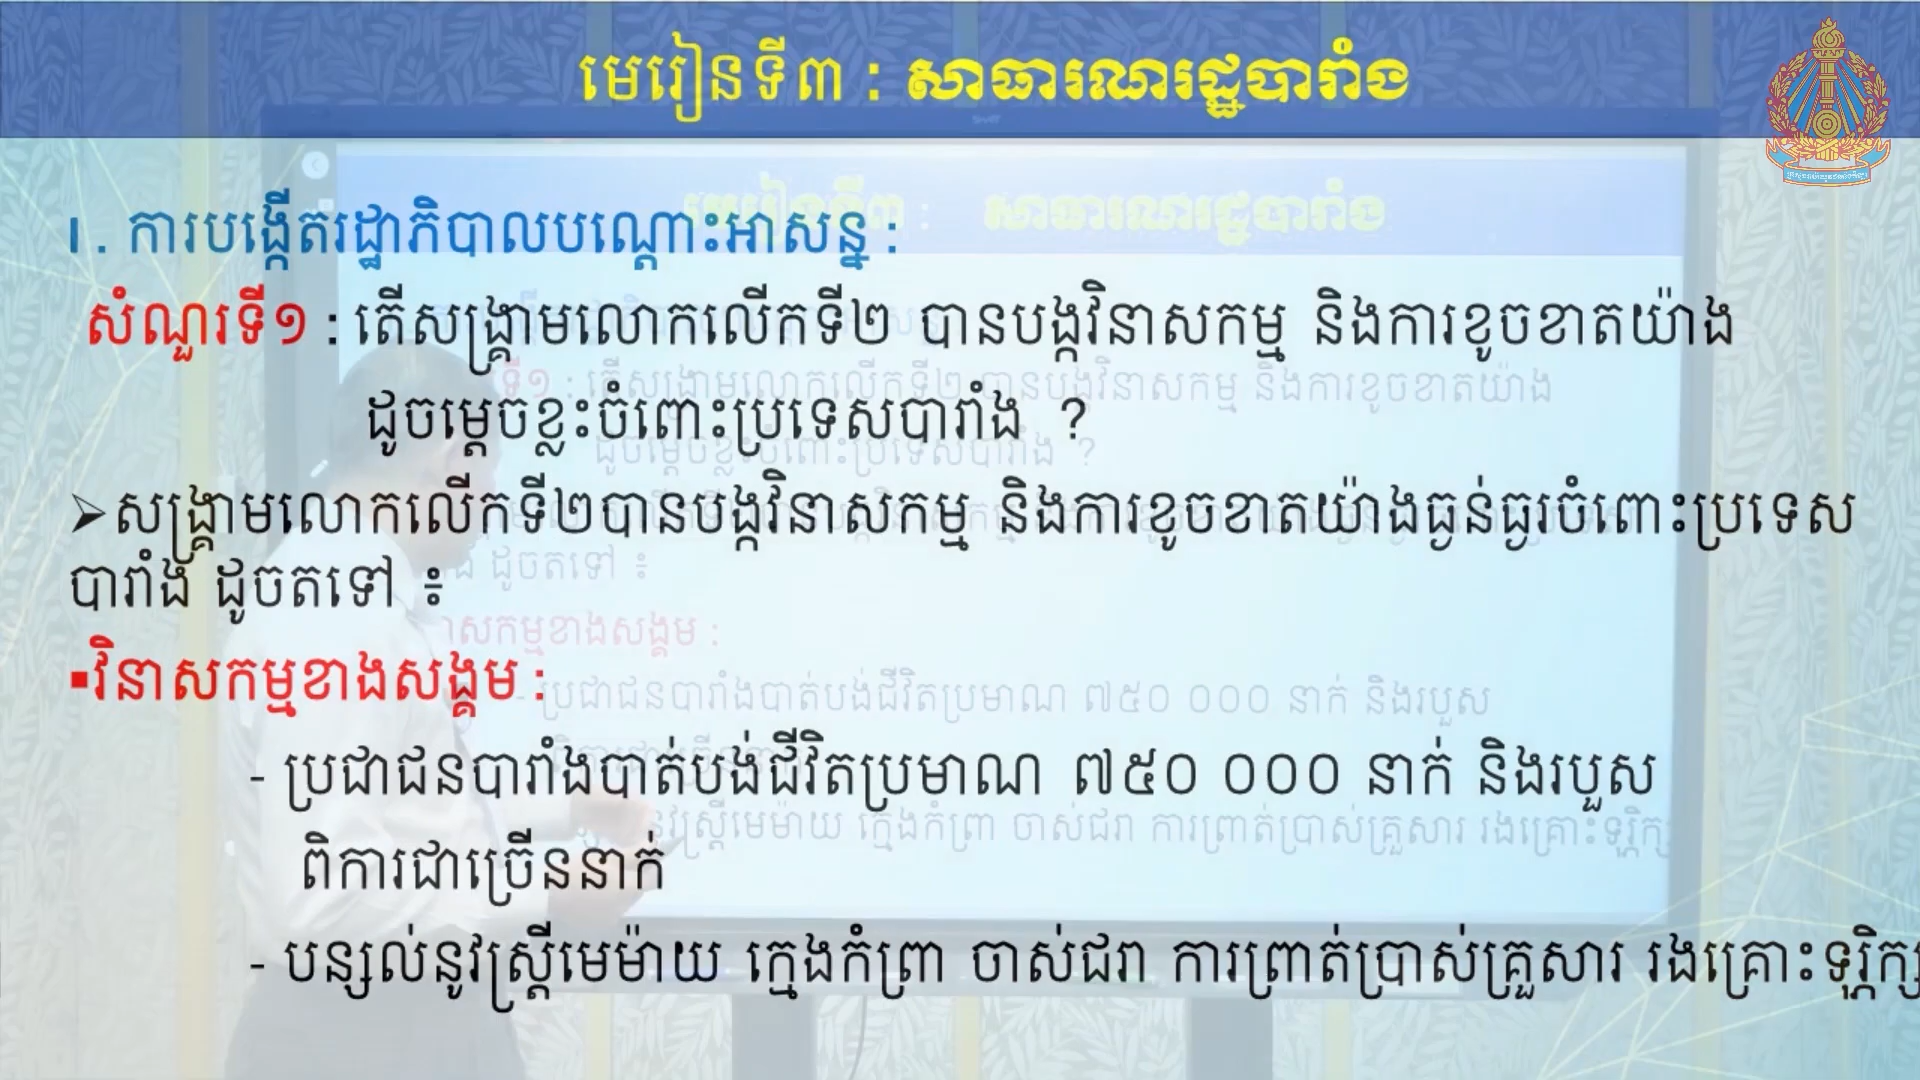 មេរៀនទី៣ : សាធារណរដ្ឋបារាំង
I . ការបង្កើតរដ្ឋាភិបាលបណ្ដោះអាសន្ន :
សំណួរទី១ : តើសង្គ្រាមលោកលើកទី២ បានបង្កវិនាសកម្ម និងការខូចខាតយ៉ាង
ដូចម្ដេចខ្លះចំពោះប្រទេសបារាំង ?
➢សង្គ្រាមលោកលើកទី២បានបង្កវិនាសកម្ម និងការខូចខាតយ៉ាងធ្ងន់ធ្ងរចំពោះប្រទេស
បារាំង ដូចតទៅ ៖
▪វិនាសកម្មខាងសង្គម :
- ប្រជាជនបារាំងបាត់បង់ជីវិតប្រមាណ ៧៥០ ០០០ នាក់ និងរបួស
ពិការជាច្រើននាក់
- បន្សល់នូវស្ត្រីមេម៉ាយ ក្មេងកំព្រា ចាស់ជរា ការព្រាត់ប្រាស់គ្រួសារ រងគ្រោះទុរ្ភិក្ស